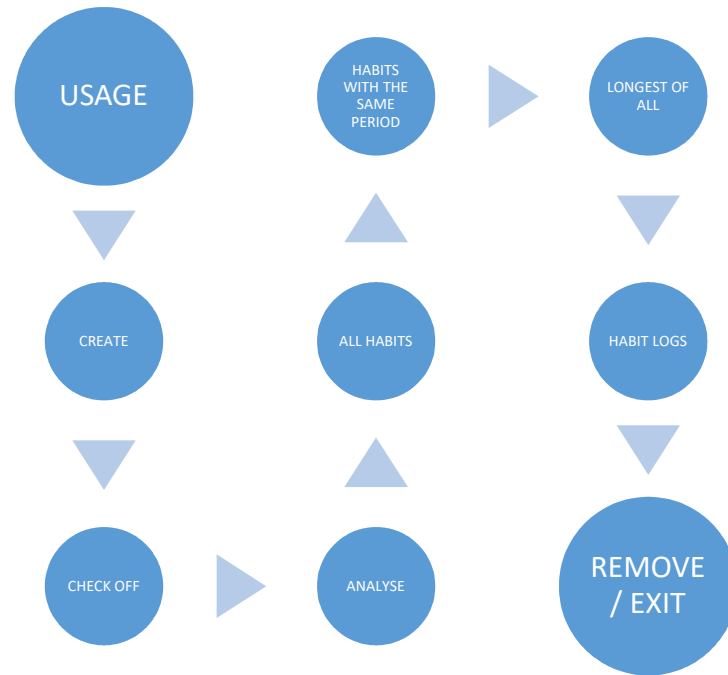 USAGE
CREATE
CHECK OFF
ANALYSE
ALL HABITS
HABITS
WITH THE
SAME
PERIOD
LONGEST OF
ALL
HABIT LOGS
REMOVE
/ EXIT